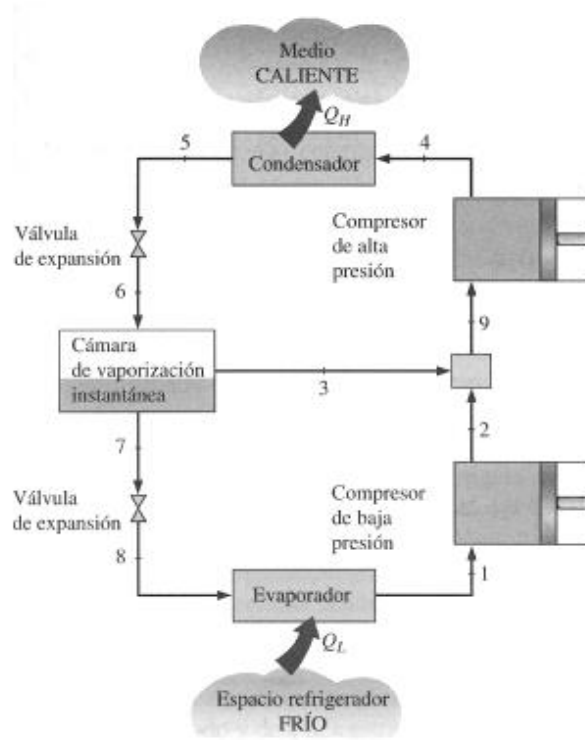 Medio
CALIENTE
Q_H
5
Condensador
4
Válvula
de expansión
Compresor
de alta
presión
6
9
Cámara
de vaporización
instantánea
3
7
2
Válvula
de expansión
Compresor
de baja
presión
8
1
Evaporador
Q_L
Espacio refrigerador
FRÍO